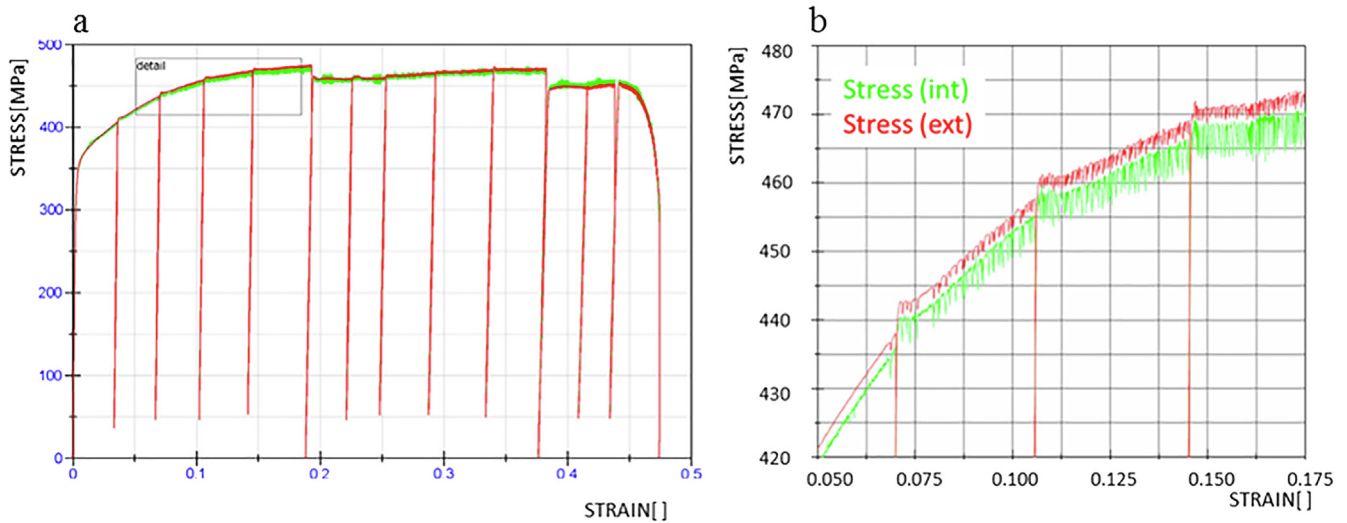 a
b
500
400
300
200
100
0
STRESS[MPa]
detail
0
0.1
0.2
0.3
0.4
0.5
STRAIN[ ]
480
470
460
450
440
430
420
STRESS[MPa]
Stress (int)
Stress (ext)
0.050
0.075
0.100
0.125
0.150
0.175
STRAIN[ ]